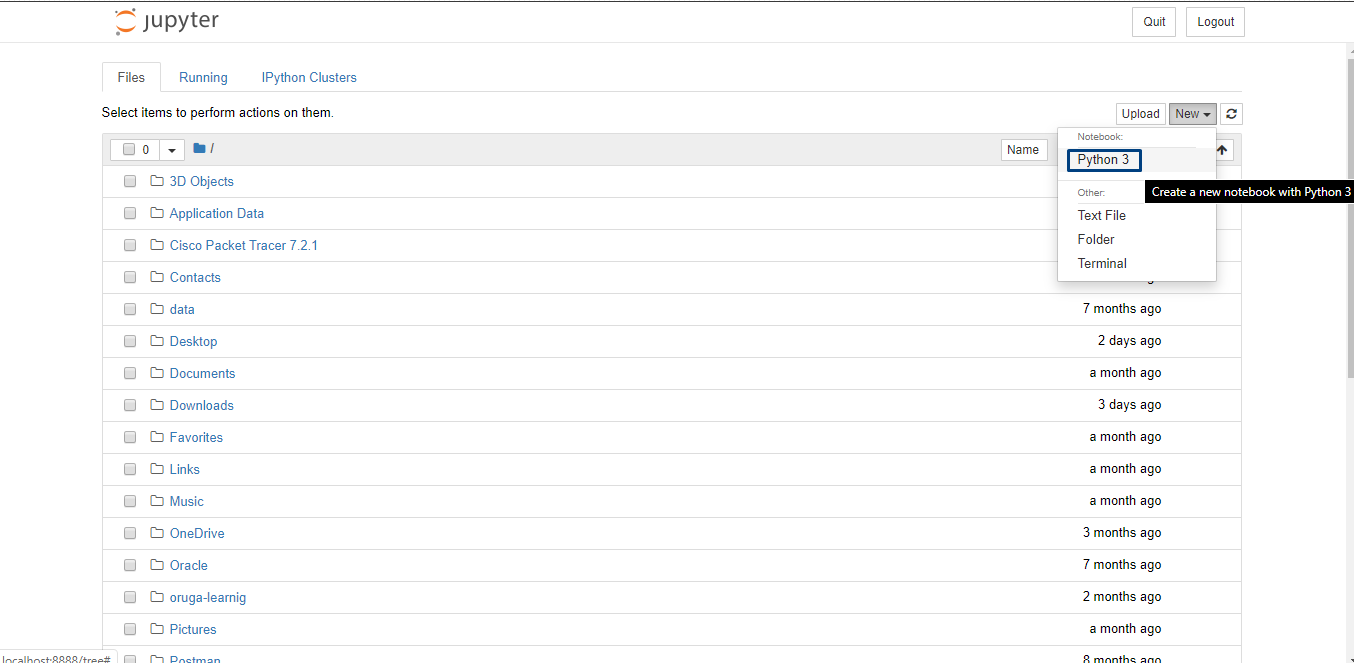 jupyter
Quit
Logout
Files
Running
IPython Clusters
Select items to perform actions on them.
Upload
New
0
/
Name
Notebook:
Python 3
Create a new notebook with Python 3
Other:
Text File
Folder
Terminal
3D Objects
Application Data
Cisco Packet Tracer 7.2.1
Contacts
data
7 months ago
Desktop
2 days ago
Documents
a month ago
Downloads
3 days ago
Favorites
a month ago
Links
a month ago
Music
a month ago
OneDrive
3 months ago
Oracle
7 months ago
oruga-learnig
2 months ago
Pictures
a month ago
Postman
8 months ago
localhost:8888/tree#